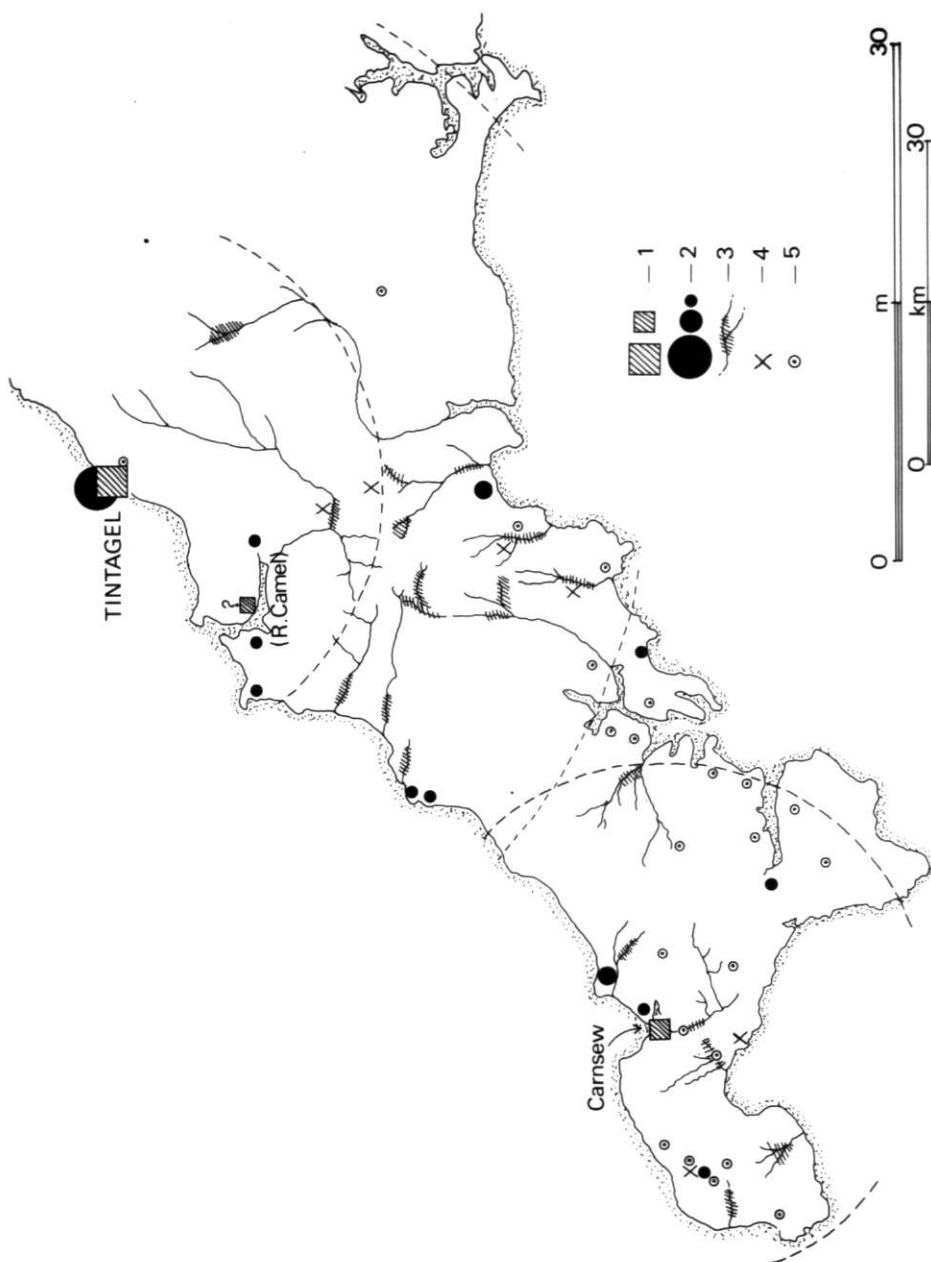 TINTAGEL
?
(R. Camel)
Carnsew
— 1
— 2
— 3
— 4
— 5
0 m 30
0 km 30